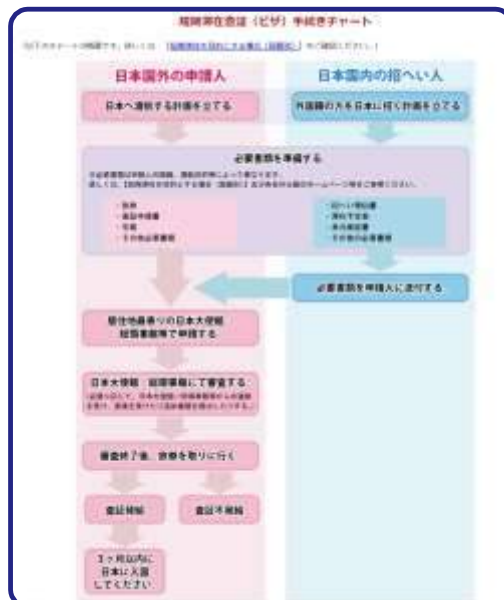 短期滞在査証（ビザ）手続きチャート
日本国外の申請人
日本国内の招へい人
日本へ渡航する計画を立てる
外国籍の方を日本に招く計画を立てる
必要書類を準備する
・旅券
・査証申請書
・写真
・その他必要書類
・招へい理由書
・滞在予定表
・身元保証書
・その他の必要書類
必要書類を申請人に送付する
居住地最寄りの日本大使館
総領事館等で申請する
日本大使館　総領事館にて審査する
審査終了後、旅券を取りに行く
査証発給
査証不発給
3ヶ月以内に
日本に入国
してください